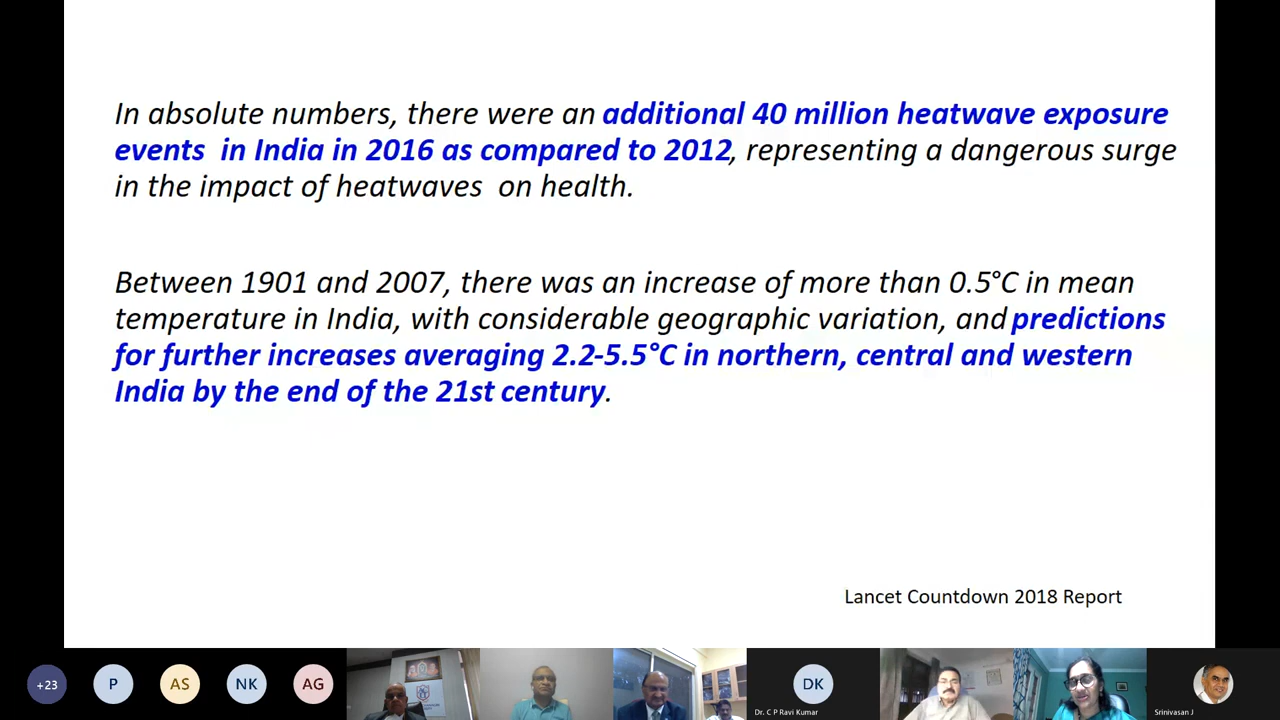 In absolute numbers, there were an additional 40 million heatwave exposure
events in India in 2016 as compared to 2012, representing a dangerous surge
in the impact of heatwaves on health.
Between 1901 and 2007, there was an increase of more than 0.5°C in mean
temperature in India, with considerable geographic variation, and predictions
for further increases averaging 2.2-5.5°C in northern, central and western
India by the end of the 21st century.
Lancet Countdown 2018 Report
+23
P
AS
NK
AG
DK
Dr. C P Ravi Kumar
Srinivasan J